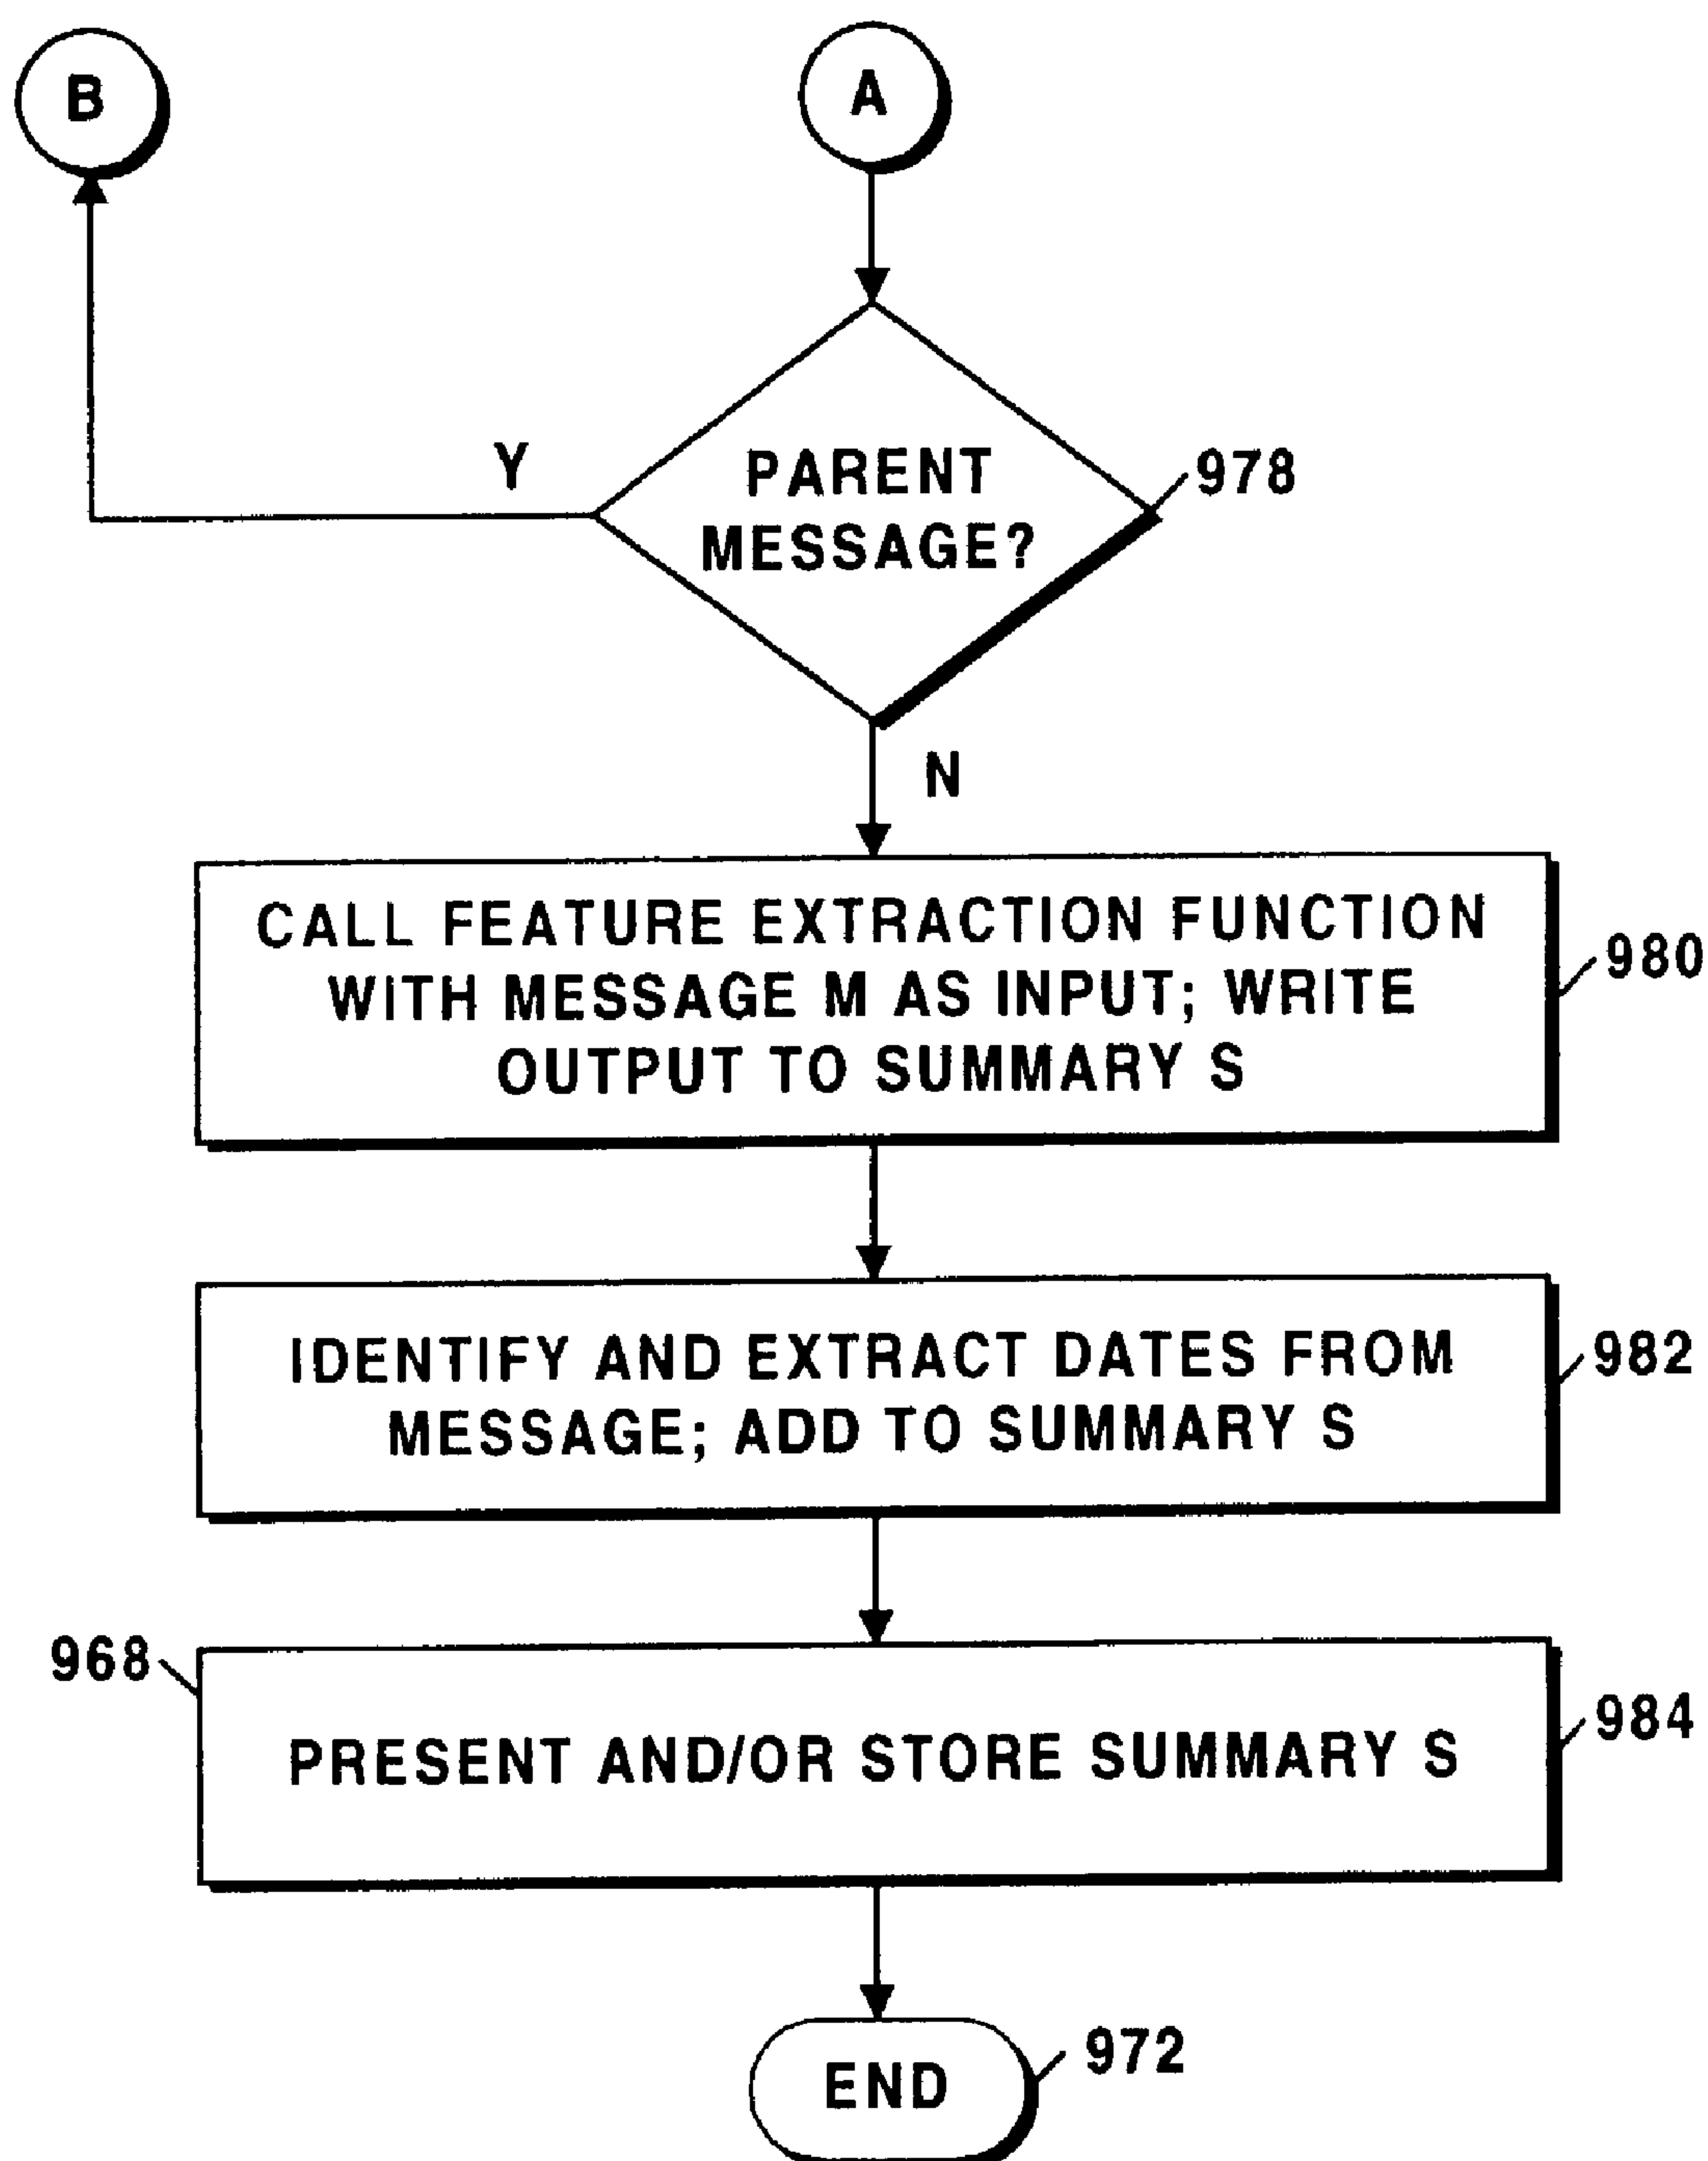 B
A
Y
PARENT
MESSAGE?
978
N
CALL FEATURE EXTRACTION FUNCTION
WITH MESSAGE M AS INPUT; WRITE
OUTPUT TO SUMMARY S
980
IDENTIFY AND EXTRACT DATES FROM
MESSAGE; ADD TO SUMMARY S
982
968
PRESENT AND/OR STORE SUMMARY S
984
END
972